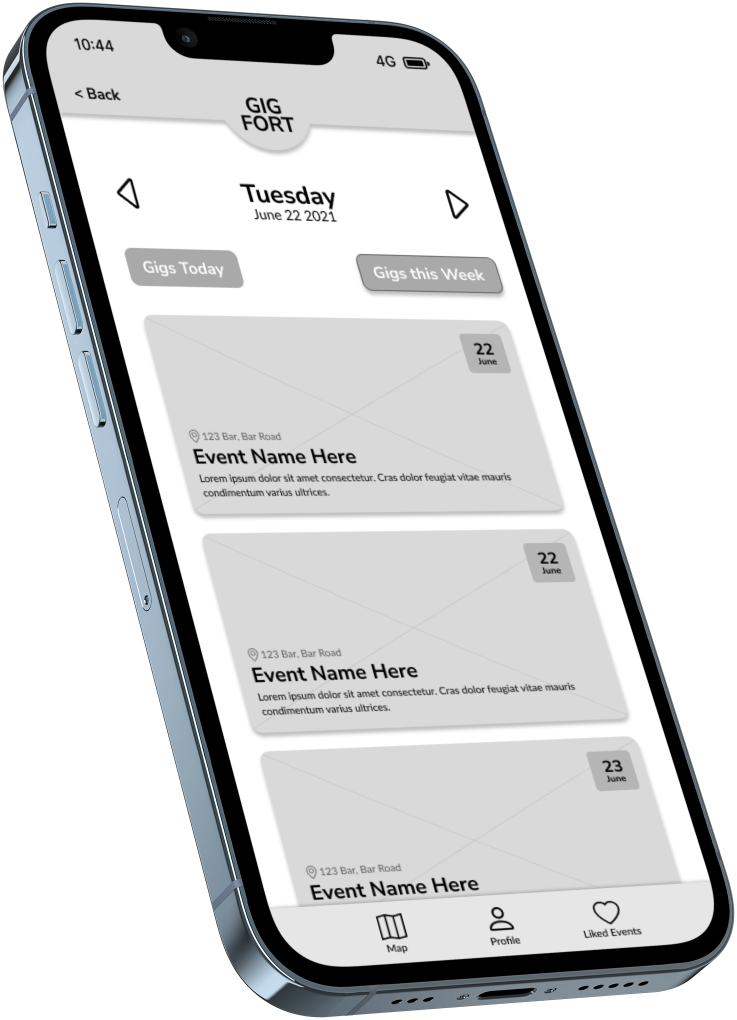 10:44
4G
< Back
GIG
FORT
Tuesday
June 22 2021
Gigs Today
Gigs this Week
22
June
123 Bar, Bar Road
Event Name Here
Lorem ipsum dolor sit amet consectetur. Cras dolor feugiat vitae mauris
condimentum varius ultrices.
22
June
123 Bar, Bar Road
Event Name Here
Lorem ipsum dolor sit amet consectetur. Cras dolor feugiat vitae mauris
condimentum varius ultrices.
23
June
123 Bar, Bar Road
Event Name Here
Map
Profile
Liked Events